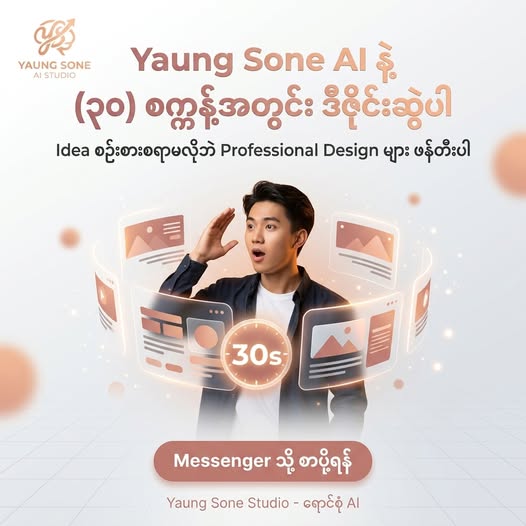 YAUNG SONE
AI STUDIO
Yaung Sone AI နဲ့
(၃၀) စက္ကန့်အတွင်း ဒီဇိုင်းဆွဲပါ
Idea စဉ်းစားစရာမလိုဘဲ Professional Design များ ဖန်တီးပါ
30s
Messenger သို့ စာပို့ရန်
Yaung Sone Studio - ရောင်စုံ AI